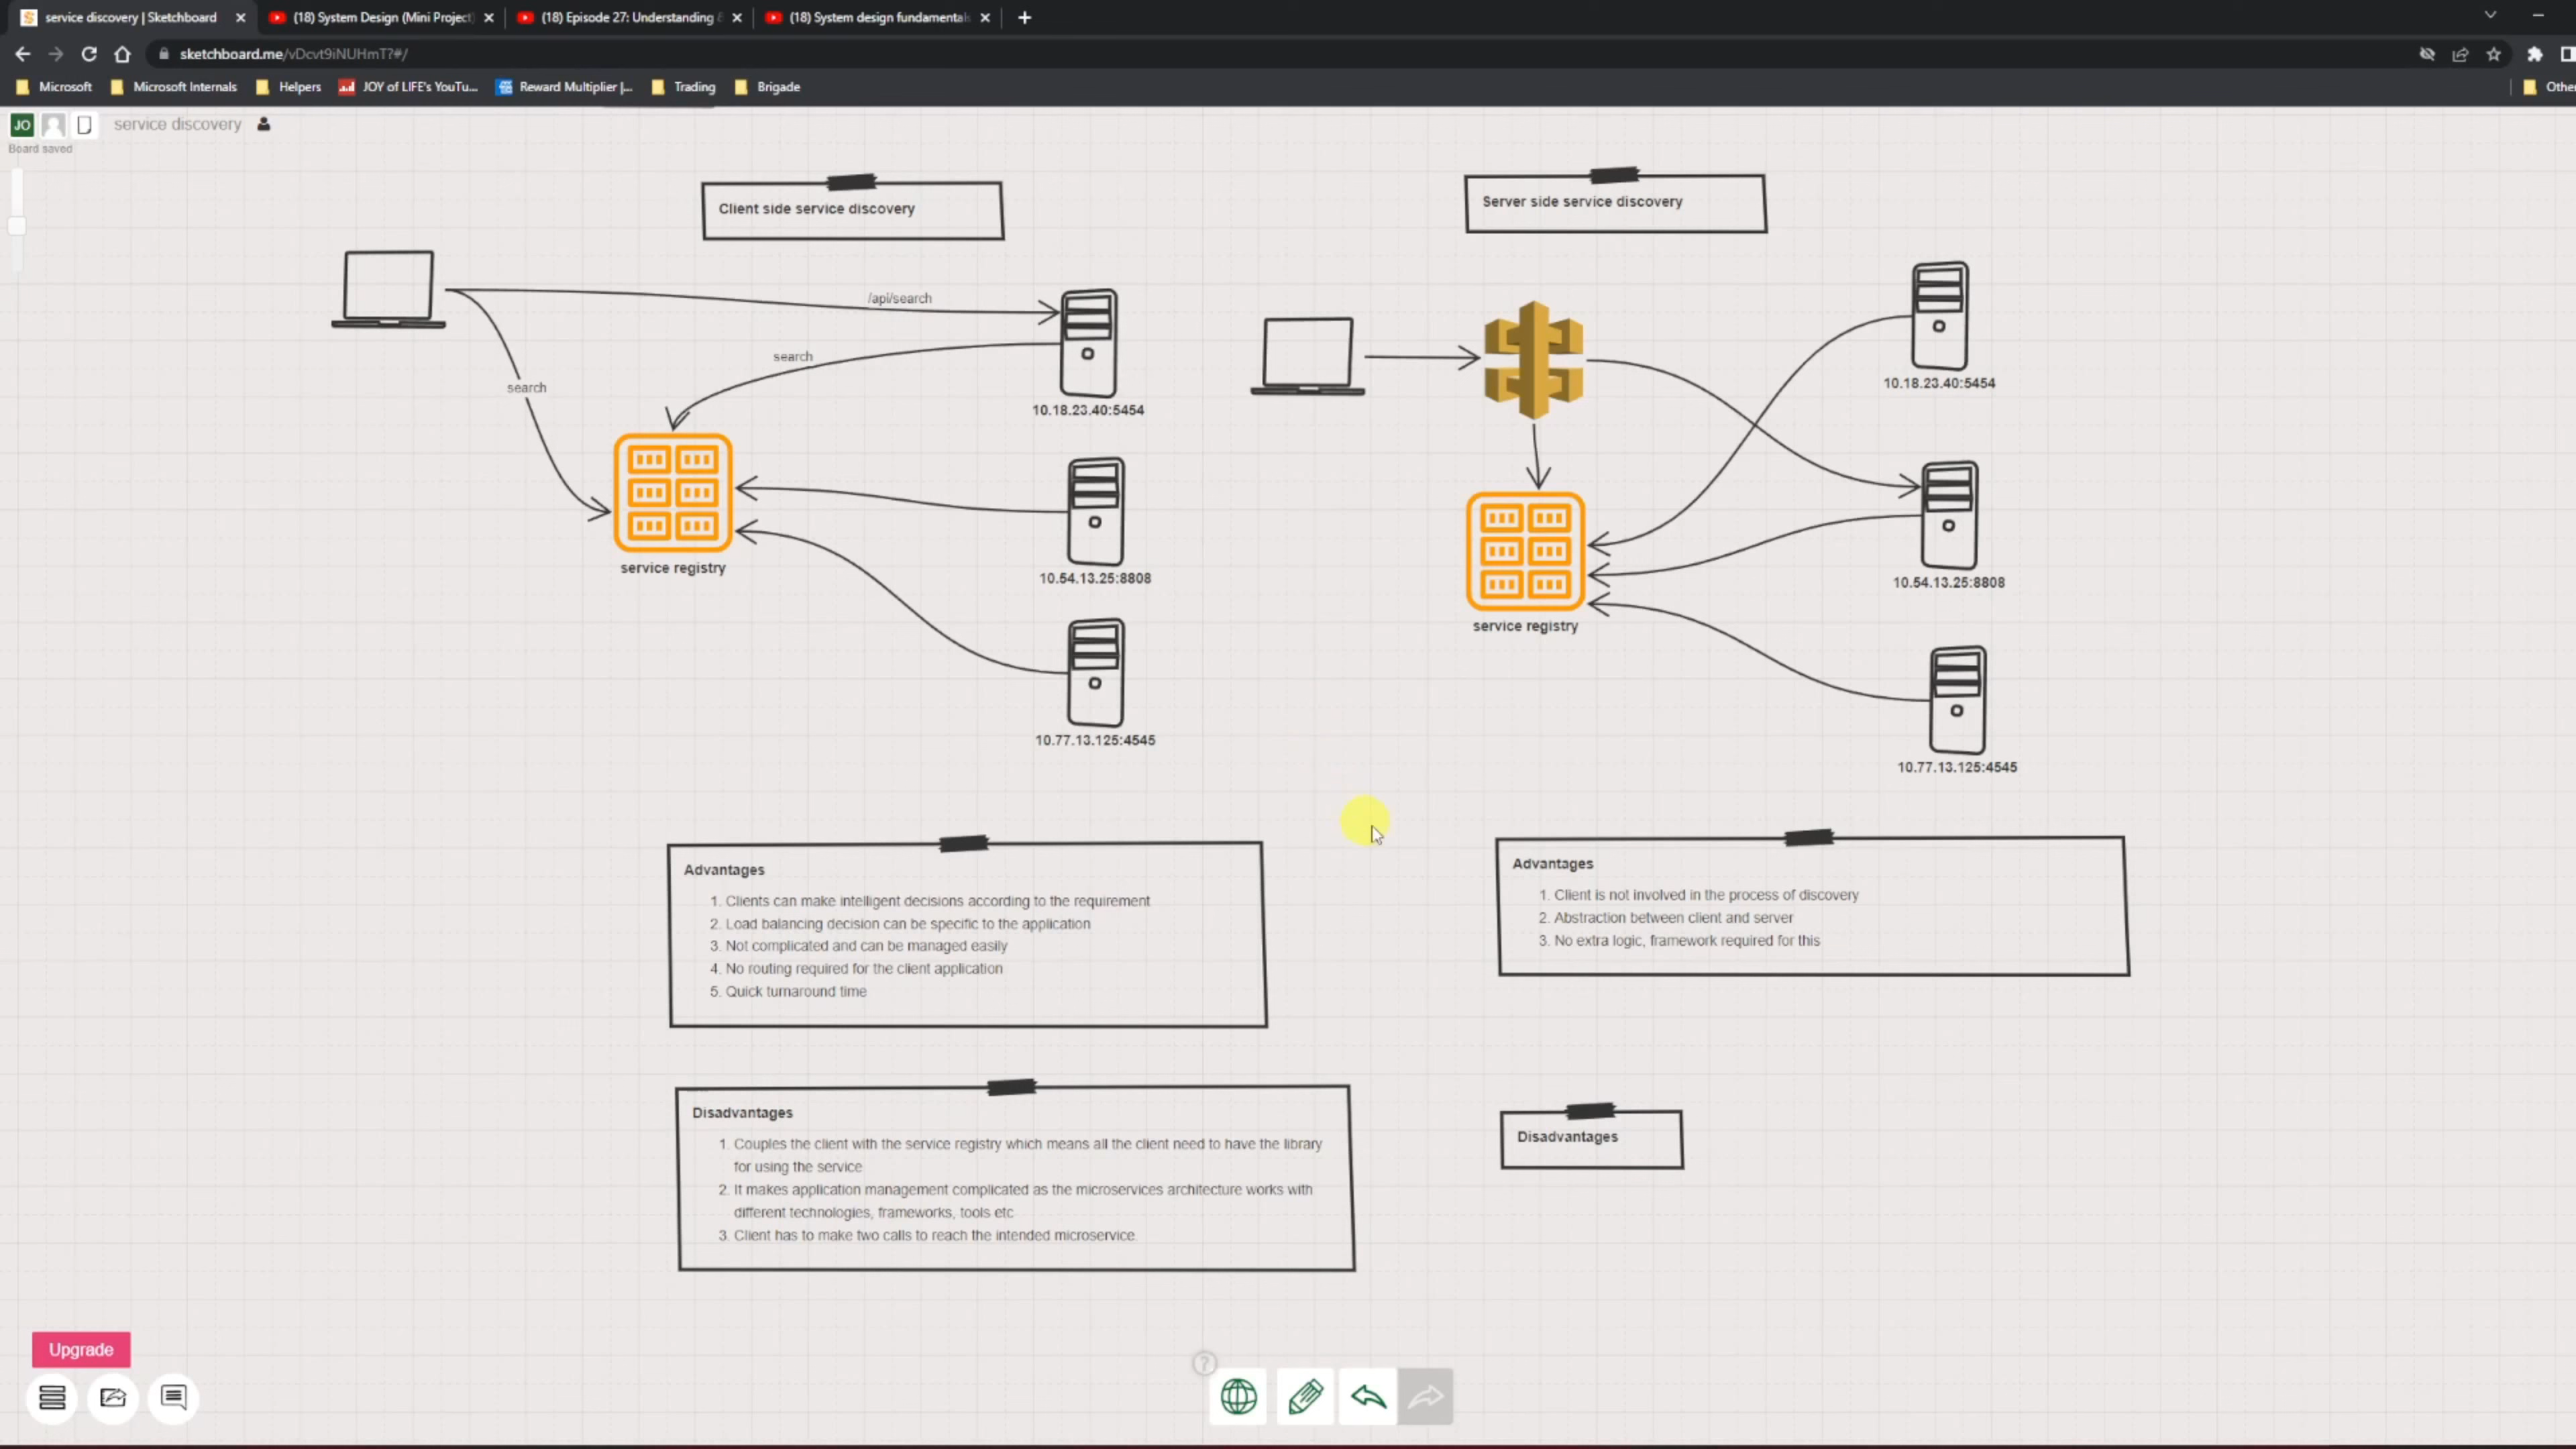 service discovery | Sketchboard
(18) System Design (Mini Project)
(18) Episode 27: Understanding &
(18) System design fundamentals
sketchboard.me/vDcvt9iNUHmT?#/
Microsoft
Microsoft Internals
Helpers
JOY of LIFE's YouTu...
Reward Multiplier |...
Trading
Brigade
Other
JO
service discovery
Board saved
Client side service discovery
Server side service discovery
/api/search
search
search
10.18.23.40:5454
10.18.23.40:5454
service registry
10.54.13.25:8808
10.54.13.25:8808
service registry
10.77.13.125:4545
10.77.13.125:4545
Advantages
1. Clients can make intelligent decisions according to the requirement
2. Load balancing decision can be specific to the application
3. Not complicated and can be managed easily
4. No routing required for the client application
5. Quick turnaround time
Advantages
1. Client is not involved in the process of discovery
2. Abstraction between client and server
3. No extra logic, framework required for this
Disadvantages
1. Couples the client with the service registry which means all the client need to have the library
for using the service
2. It makes application management complicated as the microservices architecture works with
different technologies, frameworks, tools etc
3. Client has to make two calls to reach the intended microservice.
Disadvantages
Upgrade
?